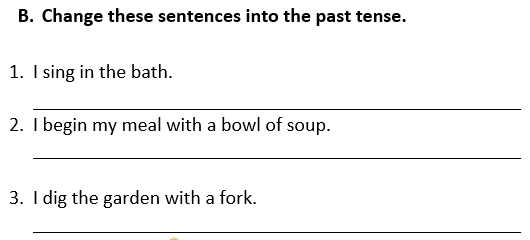 B. Change these sentences into the past tense.
1. I sing in the bath.
2. I begin my meal with a bowl of soup.
3. I dig the garden with a fork.